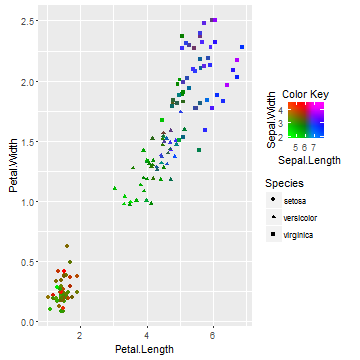 2.5
2.0
1.5
1.0
0.5
0.0
Petal.Width
2 4 6
Petal.Length
Color Key
4
3
2
Sepal.Width
5 6 7
Sepal.Length
Species
setosa
versicolor
virginica